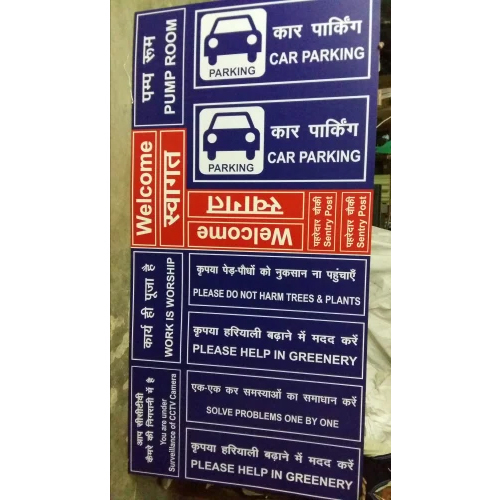 पम्प रूम
PUMP ROOM
PARKING
कार पार्किंग
CAR PARKING
PARKING
कार पार्किंग
CAR PARKING
Welcome
स्वागत
स्वागत
Welcome
पहरेदार चौकी
Sentry Post
पहरेदार चौकी
Sentry Post
कार्य ही पूजा है
WORK IS WORSHIP
कृपया पेड़-पौधों को नुकसान ना पहुंचाएँ
PLEASE DO NOT HARM TREES & PLANTS
कृपया हरियाली बढ़ाने में मदद करें
PLEASE HELP IN GREENERY
आप सीसीटीवी
कैमरे की निगरानी में है
You are under
Surveillance of CCTV Camera
एक-एक कर समस्याओं का समाधान करें
SOLVE PROBLEMS ONE BY ONE
कृपया हरियाली बढ़ाने में मदद करें
PLEASE HELP IN GREENERY